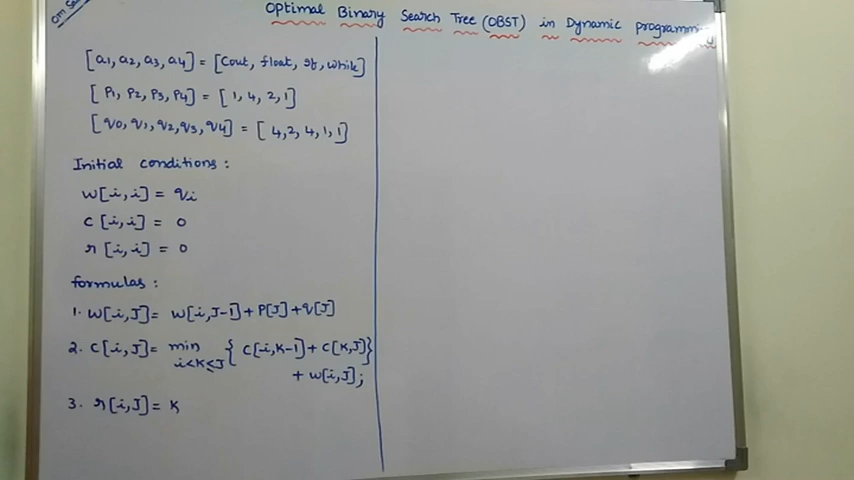 Optimal Binary Search Tree (OBST) in Dynamic programming
[a1, a2, a3, a4] = [Cout, float, if, while]
[P1, P2, P3, P4] = [1, 4, 2, 1]
[q0, q1, q2, q3, q4] = [4, 2, 4, 1, 1]
Initial conditions :
w[i, i] = qi
c[i, i] = 0
r[i, i] = 0
formulas :
1. w[i, J] = w[i, J-1] + P[J] + q[J]
2. C[i, J] = min { C[i, K-1] + C[K, J] }
i<K≤J + w[i, J];
3. r[i, J] = K